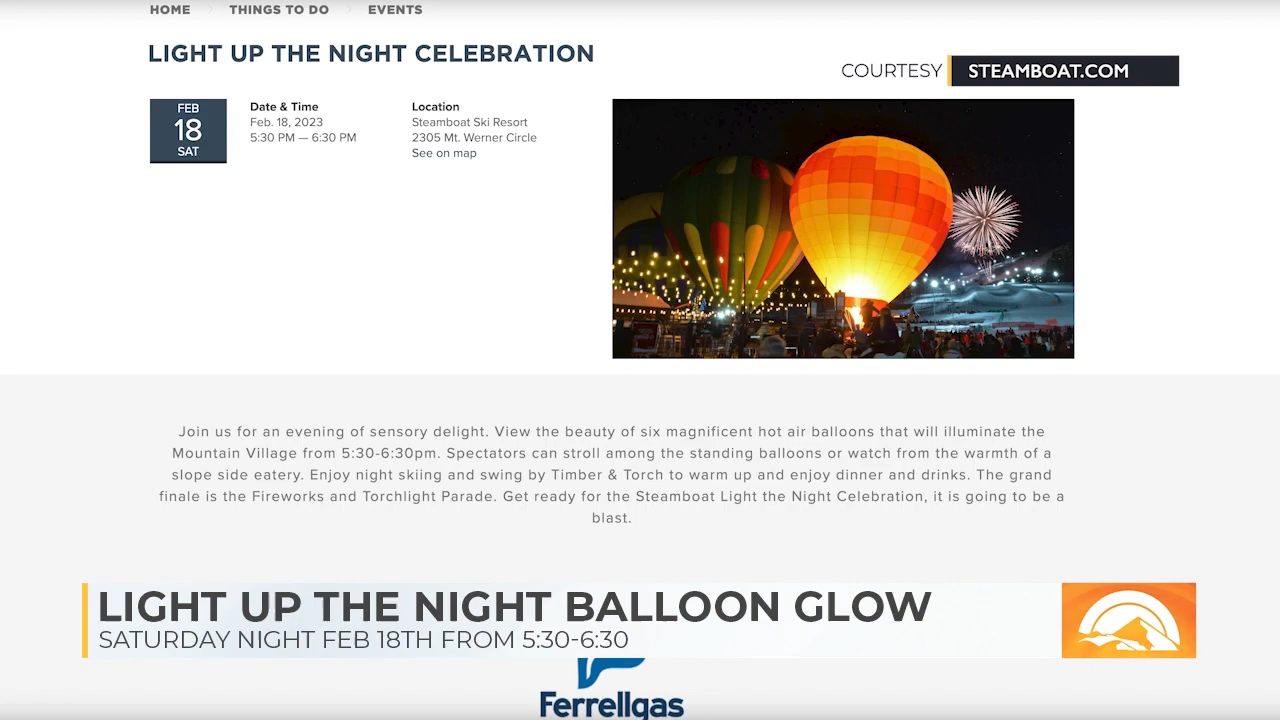 HOME > THINGS TO DO > EVENTS
LIGHT UP THE NIGHT CELEBRATION
COURTESY STEAMBOAT.COM
FEB
18
SAT
Date & Time
Feb. 18, 2023
5:30 PM — 6:30 PM
Location
Steamboat Ski Resort
2305 Mt. Werner Circle
See on map
Join us for an evening of sensory delight. View the beauty of six magnificent hot air balloons that will illuminate the
Mountain Village from 5:30-6:30pm. Spectators can stroll among the standing balloons or watch from the warmth of a
slope side eatery. Enjoy night skiing and swing by Timber & Torch to warm up and enjoy dinner and drinks. The grand
finale is the Fireworks and Torchlight Parade. Get ready for the Steamboat Light the Night Celebration, it is going to be a
blast.
LIGHT UP THE NIGHT BALLOON GLOW
SATURDAY NIGHT FEB 18TH FROM 5:30-6:30
Ferrellgas